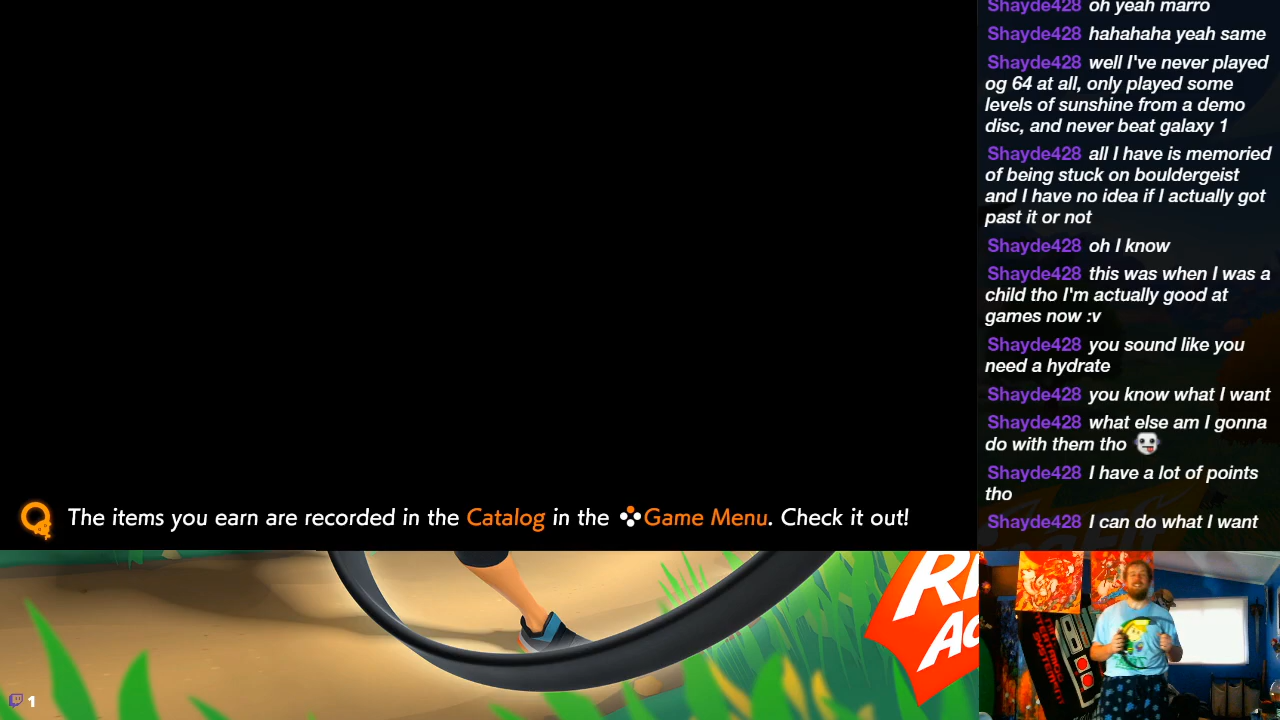 Shayde428 oh yeah marro
Shayde428 hahahaha yeah same
Shayde428 well I've never played
og 64 at all, only played some
levels of sunshine from a demo
disc, and never beat galaxy 1
Shayde428 all I have is memoried
of being stuck on bouldergeist
and I have no idea if I actually got
past it or not
Shayde428 oh I know
Shayde428 this was when I was a
child tho I'm actually good at
games now :v
Shayde428 you sound like you
need a hydrate
Shayde428 you know what I want
Shayde428 what else am I gonna
do with them tho
Shayde428 I have a lot of points
tho
Shayde428 I can do what I want
The items you earn are recorded in the Catalog in the Game Menu. Check it out!
1